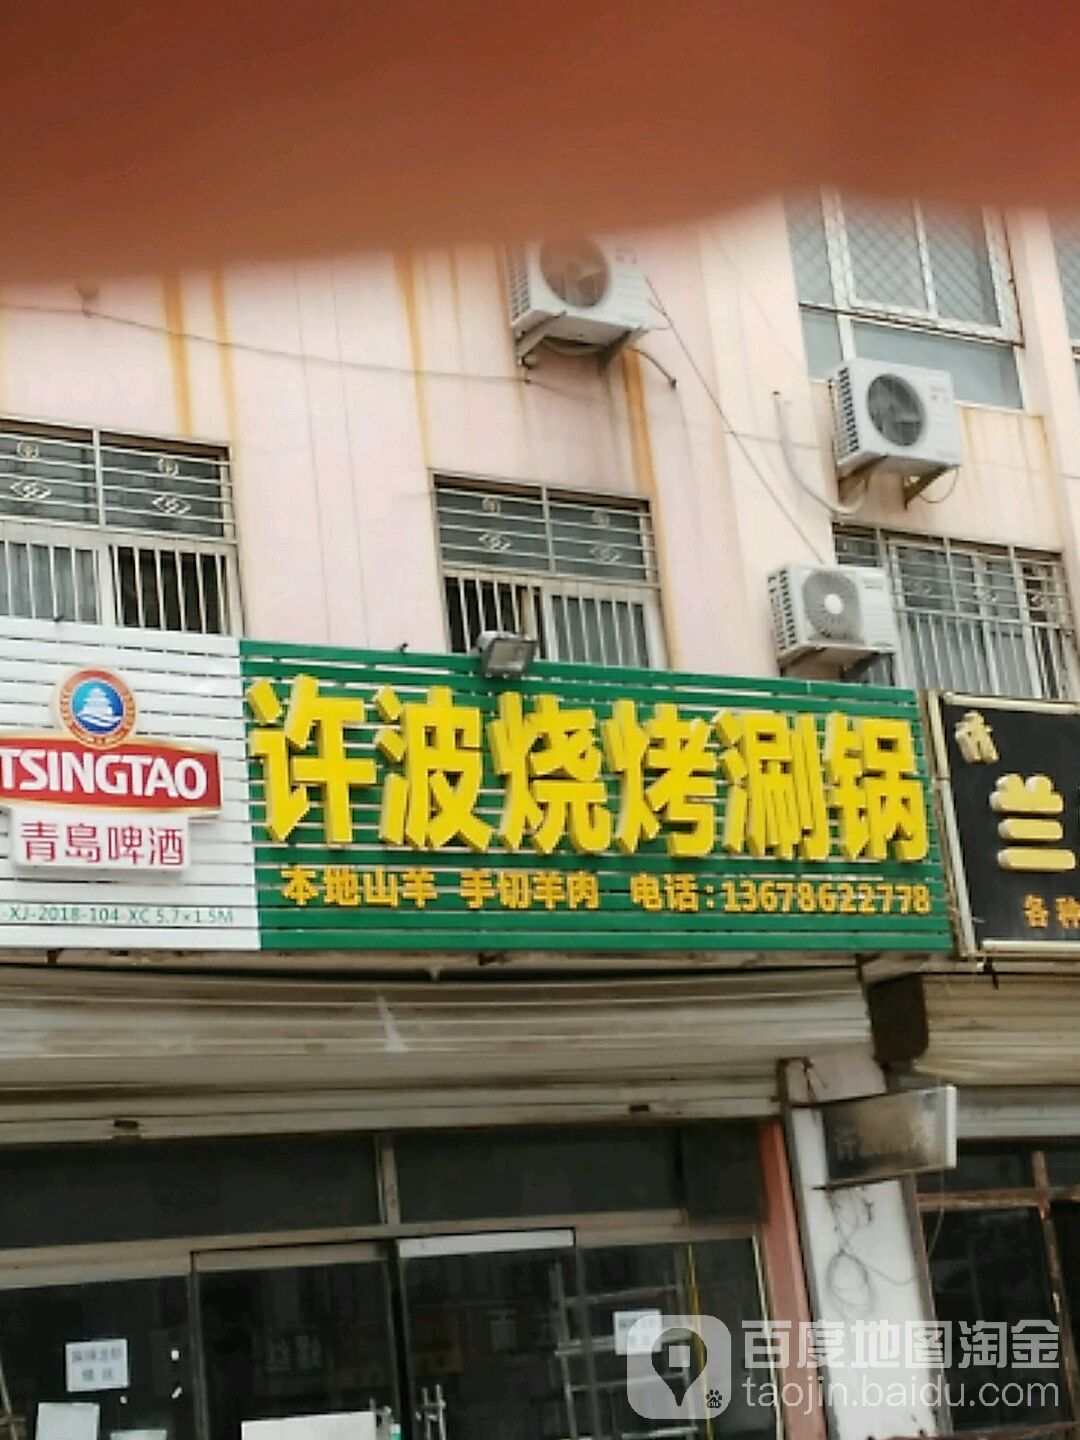 许波烧烤涮锅
TSINGTAO
青島啤酒
本地山羊 手切羊肉 电话:13678622778
-XJ-2018-104-XC 5.7×1.5M
兰
各种
百度地图淘金
taojin.baidu.com